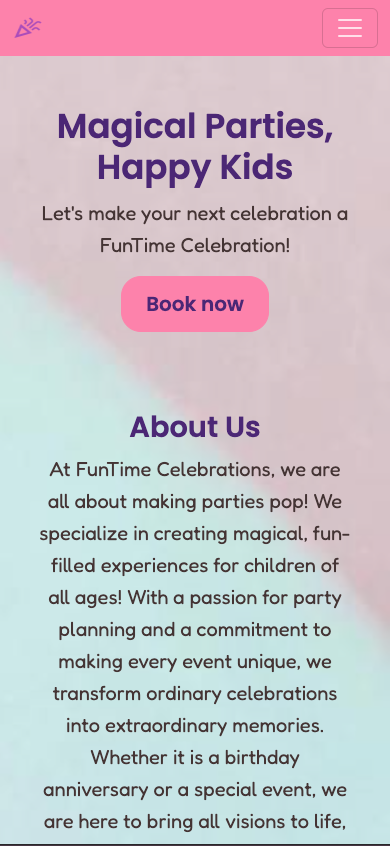 Magical Parties,
Happy Kids
Let's make your next celebration a
FunTime Celebration!
Book now
About Us
At FunTime Celebrations, we are
all about making parties pop! We
specialize in creating magical, fun-
filled experiences for children of
all ages! With a passion for party
planning and a commitment to
making every event unique, we
transform ordinary celebrations
into extraordinary memories.
Whether it is a birthday
anniversary or a special event, we
are here to bring all visions to life,